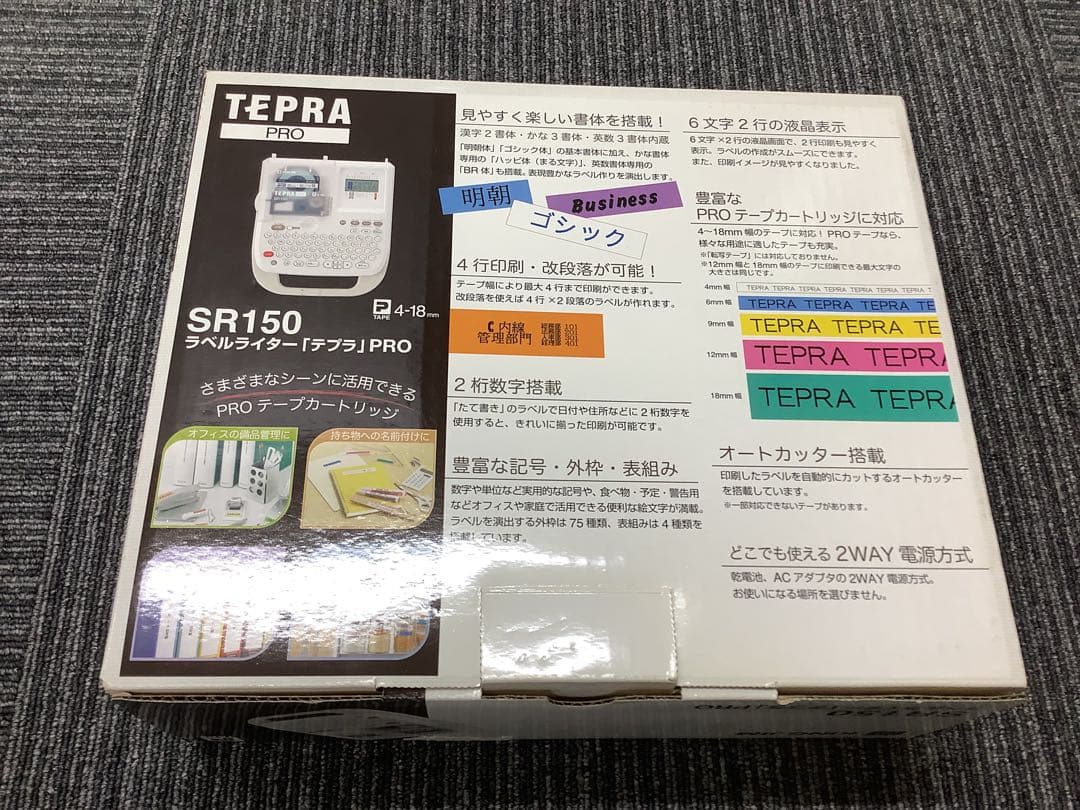 TEPRA
PRO
TAPE 4-18mm
SR150
ラベルライター「テプラ」PRO
さまざまなシーンに活用できる
PROテープカートリッジ
オフィスの備品管理に
持ち物への名前付けに
見やすく楽しい書体を搭載！
漢字2書体・かな3書体・英数3書体内蔵
「明朝体」「ゴシック体」の基本書体に加え、かな書体
専用の「ハッピ体（まる文字）」、英数書体専用の
「BR体」も搭載。表現豊かなラベル作りを演出します。
明朝
Business
ゴシック
4行印刷・改段落が可能！
テープ幅により最大4行まで印刷ができます。
改段落を使えば4行×2段落のラベルが作れます。
C内線
管理部門
101
201
301
401
2桁数字搭載
「たて書き」のラベルで日付や住所などに2桁数字を
使用すると、きれいに揃った印刷が可能です。
豊富な記号・外枠・表組み
数字や単位など実用的な記号や、食べ物・予定・警告用
などオフィスや家庭で活用できる便利な絵文字が満載。
ラベルを演出する外枠は75種類、表組みは4種類を
搭載しています。
6文字2行の液晶表示
6文字×2行の液晶画面で、2行印刷も見やすく
表示。ラベルの作成がスムーズにできます。
また、印刷イメージが見やすくなりました。
豊富な
PROテープカートリッジに対応
4～18mm幅のテープに対応！PROテープなら、
様々な用途に適したテープも充実。
※「転写テープ」には対応しておりません。
※12mm幅と18mm幅のテープに印刷できる最大文字の
大きさは同じです。
4mm幅 TEPRA TEPRA TEPRA TEPRA TEPRA TEPRA
6mm幅 TEPRA TEPRA TEPRA TEPRA TE
9mm幅 TEPRA TEPRA TEPRA TE
12mm幅 TEPRA TEPRA
18mm幅 TEPRA TEPR
オートカッター搭載
印刷したラベルを自動的にカットするオートカッター
を搭載しています。
※一部対応できないテープがあります。
どこでも使える2WAY電源方式
乾電池、ACアダプタの2WAY電源方式。
お使いになる場所を選びません。